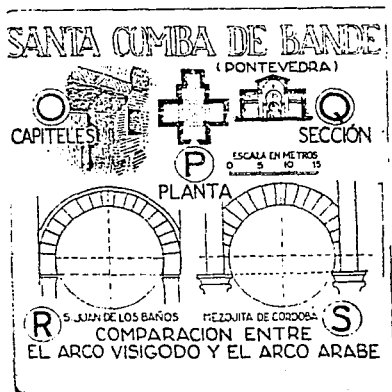 SANTA COMBA DE BANDE
(PONTEVEDRA)
O
Q
CAPITELES
SECCIÓN
P
PLANTA
ESCALA EN METROS
0 5 10 15
R
S. JUAN DE LOS BAÑOS
MEZQUITA DE CORDOBA
S
COMPARACION ENTRE
EL ARCO VISIGODO Y EL ARCO ARABE